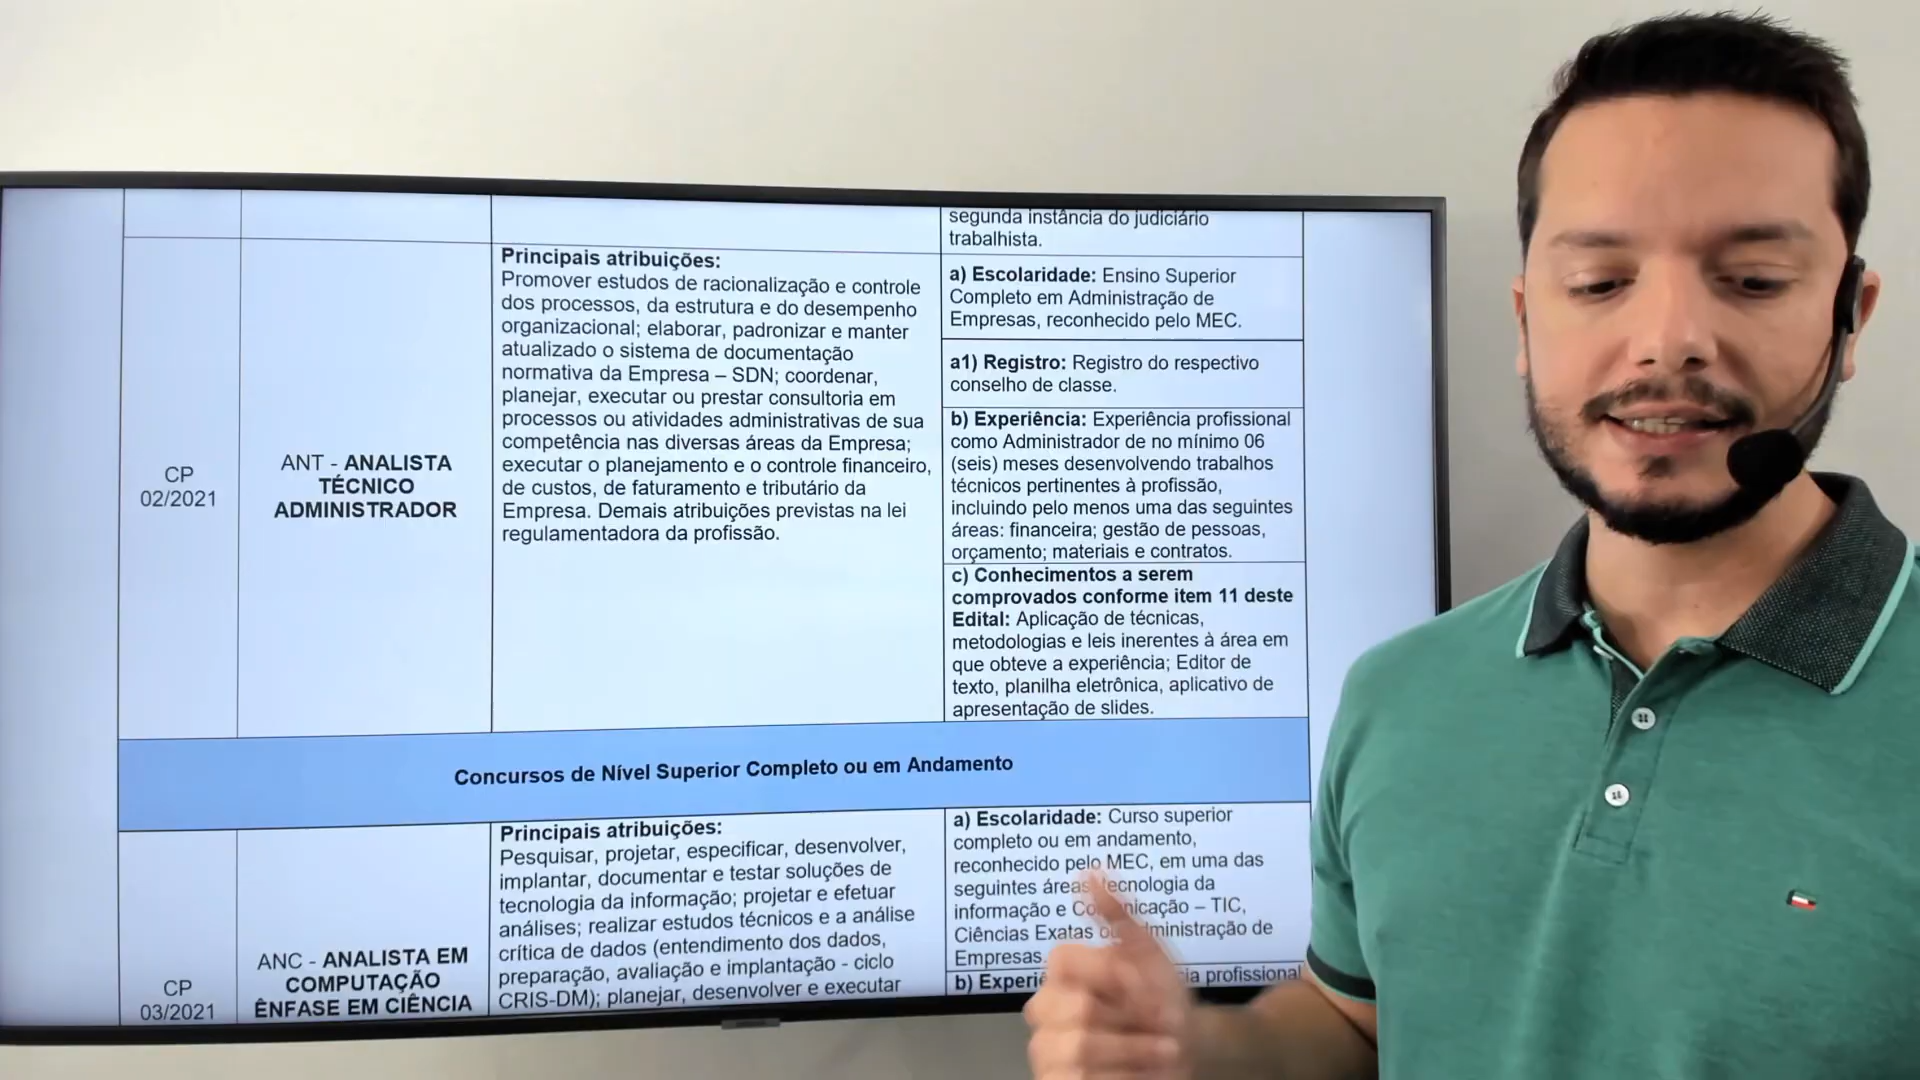 segunda instância do judiciário
trabalhista.
CP
02/2021
ANT - ANALISTA
TÉCNICO
ADMINISTRADOR
Principais atribuições:
Promover estudos de racionalização e controle
dos processos, da estrutura e do desempenho
organizacional; elaborar, padronizar e manter
atualizado o sistema de documentação
normativa da Empresa – SDN; coordenar,
planejar, executar ou prestar consultoria em
processos ou atividades administrativas de sua
competência nas diversas áreas da Empresa;
executar o planejamento e o controle financeiro,
de custos, de faturamento e tributário da
Empresa. Demais atribuições previstas na lei
regulamentadora da profissão.
a) Escolaridade: Ensino Superior
Completo em Administração de
Empresas, reconhecido pelo MEC.
a1) Registro: Registro do respectivo
conselho de classe.
b) Experiência: Experiência profissional
como Administrador de no mínimo 06
(seis) meses desenvolvendo trabalhos
técnicos pertinentes à profissão,
incluindo pelo menos uma das seguintes
áreas: financeira; gestão de pessoas,
orçamento; materiais e contratos.
c) Conhecimentos a serem
comprovados conforme item 11 deste
Edital: Aplicação de técnicas,
metodologias e leis inerentes à área em
que obteve a experiência; Editor de
texto, planilha eletrônica, aplicativo de
apresentação de slides.
Concursos de Nível Superior Completo ou em Andamento
CP
03/2021
ANC - ANALISTA EM
COMPUTAÇÃO
ÊNFASE EM CIÊNCIA
Principais atribuições:
Pesquisar, projetar, especificar, desenvolver,
implantar, documentar e testar soluções de
tecnologia da informação; projetar e efetuar
análises; realizar estudos técnicos e a análise
crítica de dados (entendimento dos dados,
preparação, avaliação e implantação - ciclo
CRIS-DM); planejar, desenvolver e executar
a) Escolaridade: Curso superior
completo ou em andamento,
reconhecido pelo MEC, em uma das
seguintes áreas tecnologia da
informação e Comunicação – TIC,
Ciências Exatas ou Administração de
Empresas.
b) profissional